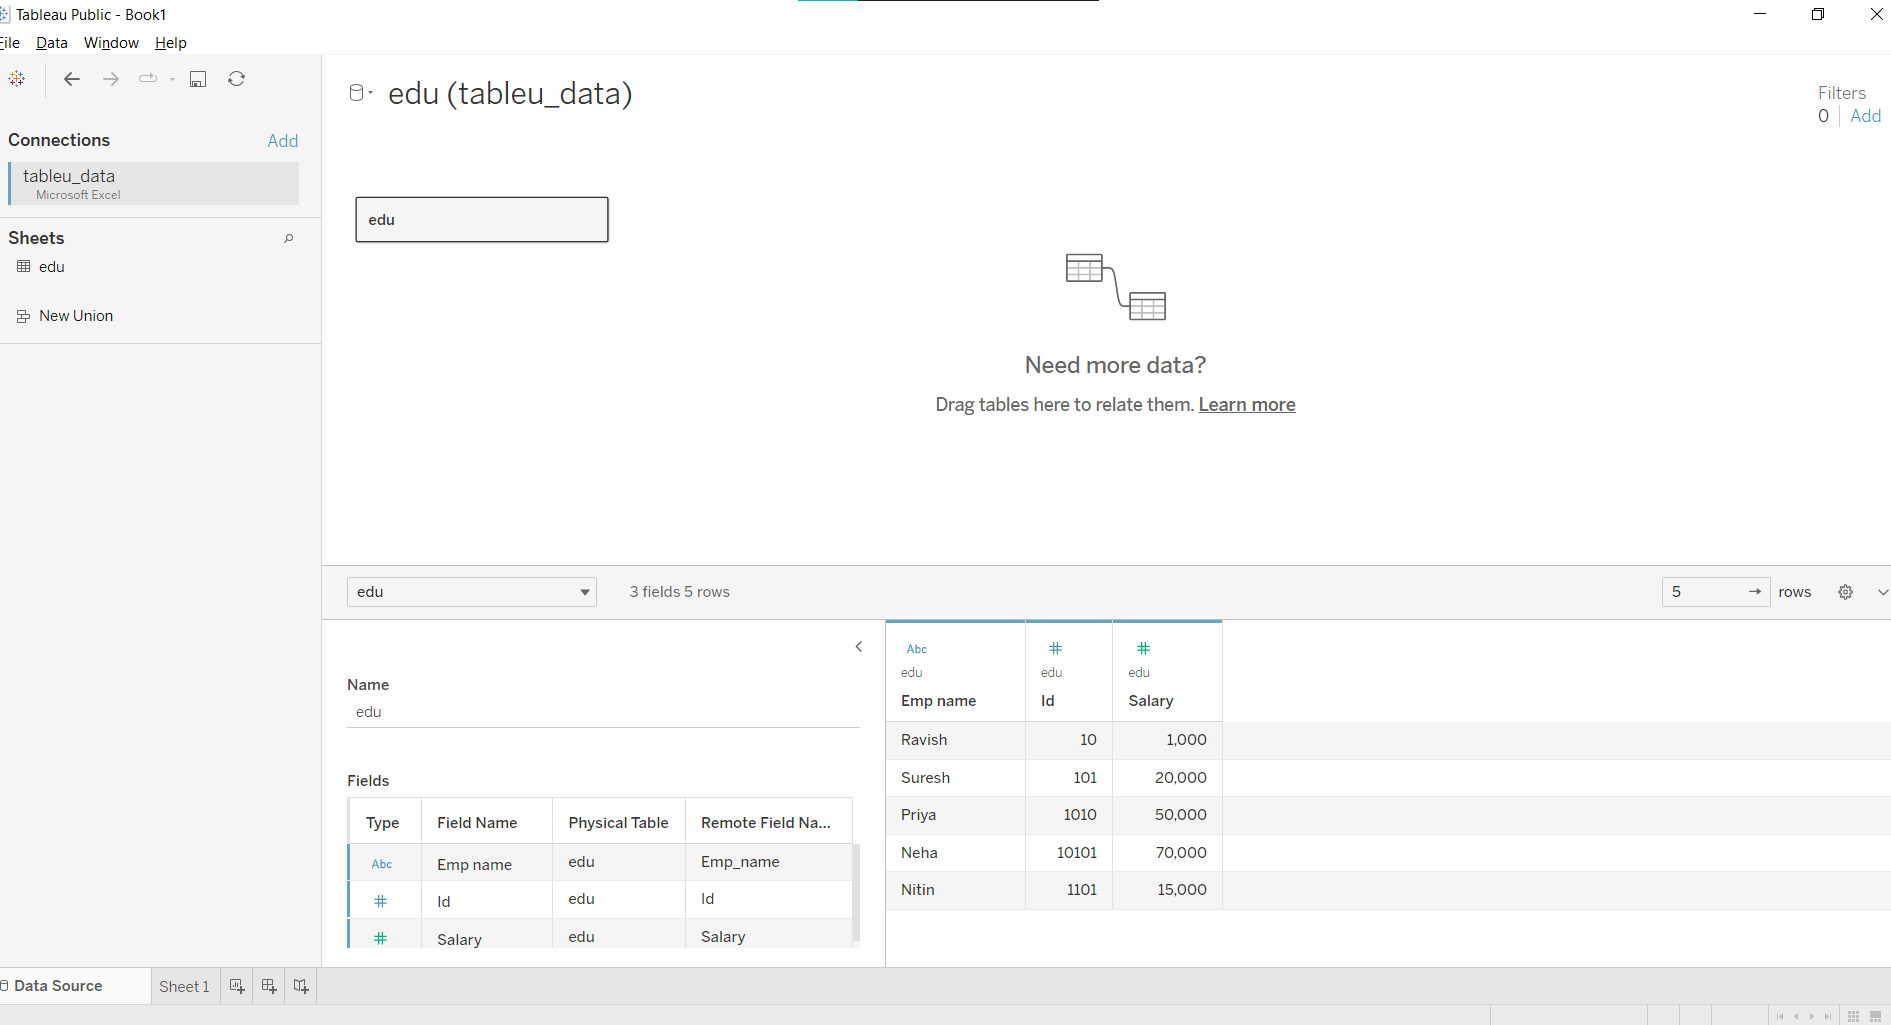 Tableau Public - Book1
File Data Window Help
Connections Add
tableu_data
Microsoft Excel
Sheets
edu
New Union
edu (tableu_data)
Filters
0 Add
edu
Need more data?
Drag tables here to relate them. Learn more
edu 3 fields 5 rows 5 rows
Name
edu
Fields
Type Field Name Physical Table Remote Field Na...
Abc Emp name edu Emp_name
# Id edu Id
# Salary edu Salary
Abc # #
edu edu edu
Emp name Id Salary
Ravish 10 1,000
Suresh 101 20,000
Priya 1010 50,000
Neha 10101 70,000
Nitin 1101 15,000
Data Source Sheet 1